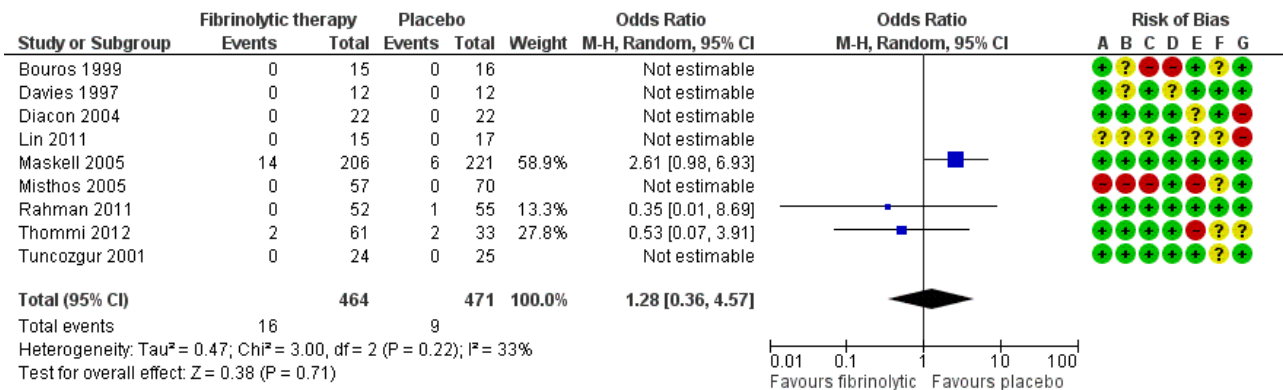 Fibrinolytic therapy Placebo Odds Ratio Odds Ratio Risk of Bias
Study or Subgroup Events Total Events Total Weight M-H, Random, 95% CI M-H, Random, 95% CI A B C D E F G
Bouros 1999 0 15 0 16 Not estimable + ? - - + ? +
Davies 1997 0 12 0 12 Not estimable + ? + ? + + +
Diacon 2004 0 22 0 22 Not estimable + + + + ? + -
Lin 2011 0 15 0 17 Not estimable ? ? ? + ? ? -
Maskell 2005 14 206 6 221 58.9% 2.61 [0.98, 6.93] + + + + + + +
Misthos 2005 0 57 0 70 Not estimable - - - + - ? +
Rahman 2011 0 52 1 55 13.3% 0.35 [0.01, 8.69] + + + + + + +
Thommi 2012 2 61 2 33 27.8% 0.53 [0.07, 3.91] + + + + - ? ?
Tuncozgur 2001 0 24 0 25 Not estimable + + + + + ? +
Total (95% CI) 464 471 100.0% 1.28 [0.36, 4.57]
Total events 16 9
Heterogeneity: Tau² = 0.47; Chi² = 3.00, df = 2 (P = 0.22); I² = 33%
Test for overall effect: Z = 0.38 (P = 0.71)
0.01 0.1 1 10 100
Favours fibrinolytic Favours placebo